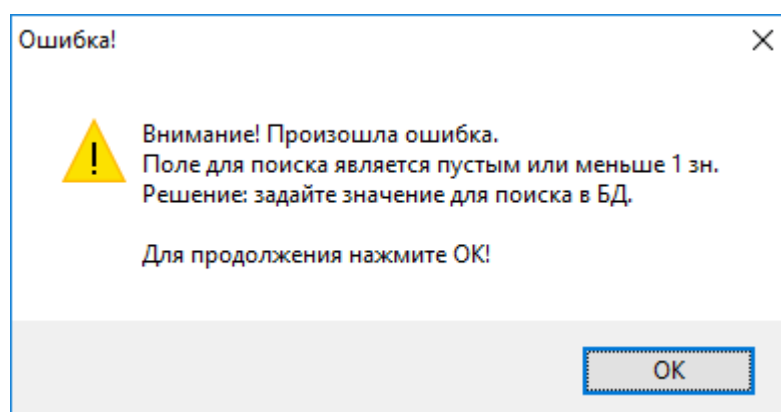 Ошибка!
Внимание! Произошла ошибка.
Поле для поиска является пустым или меньше 1 зн.
Решение: задайте значение для поиска в БД.
Для продолжения нажмите ОК!
ОК